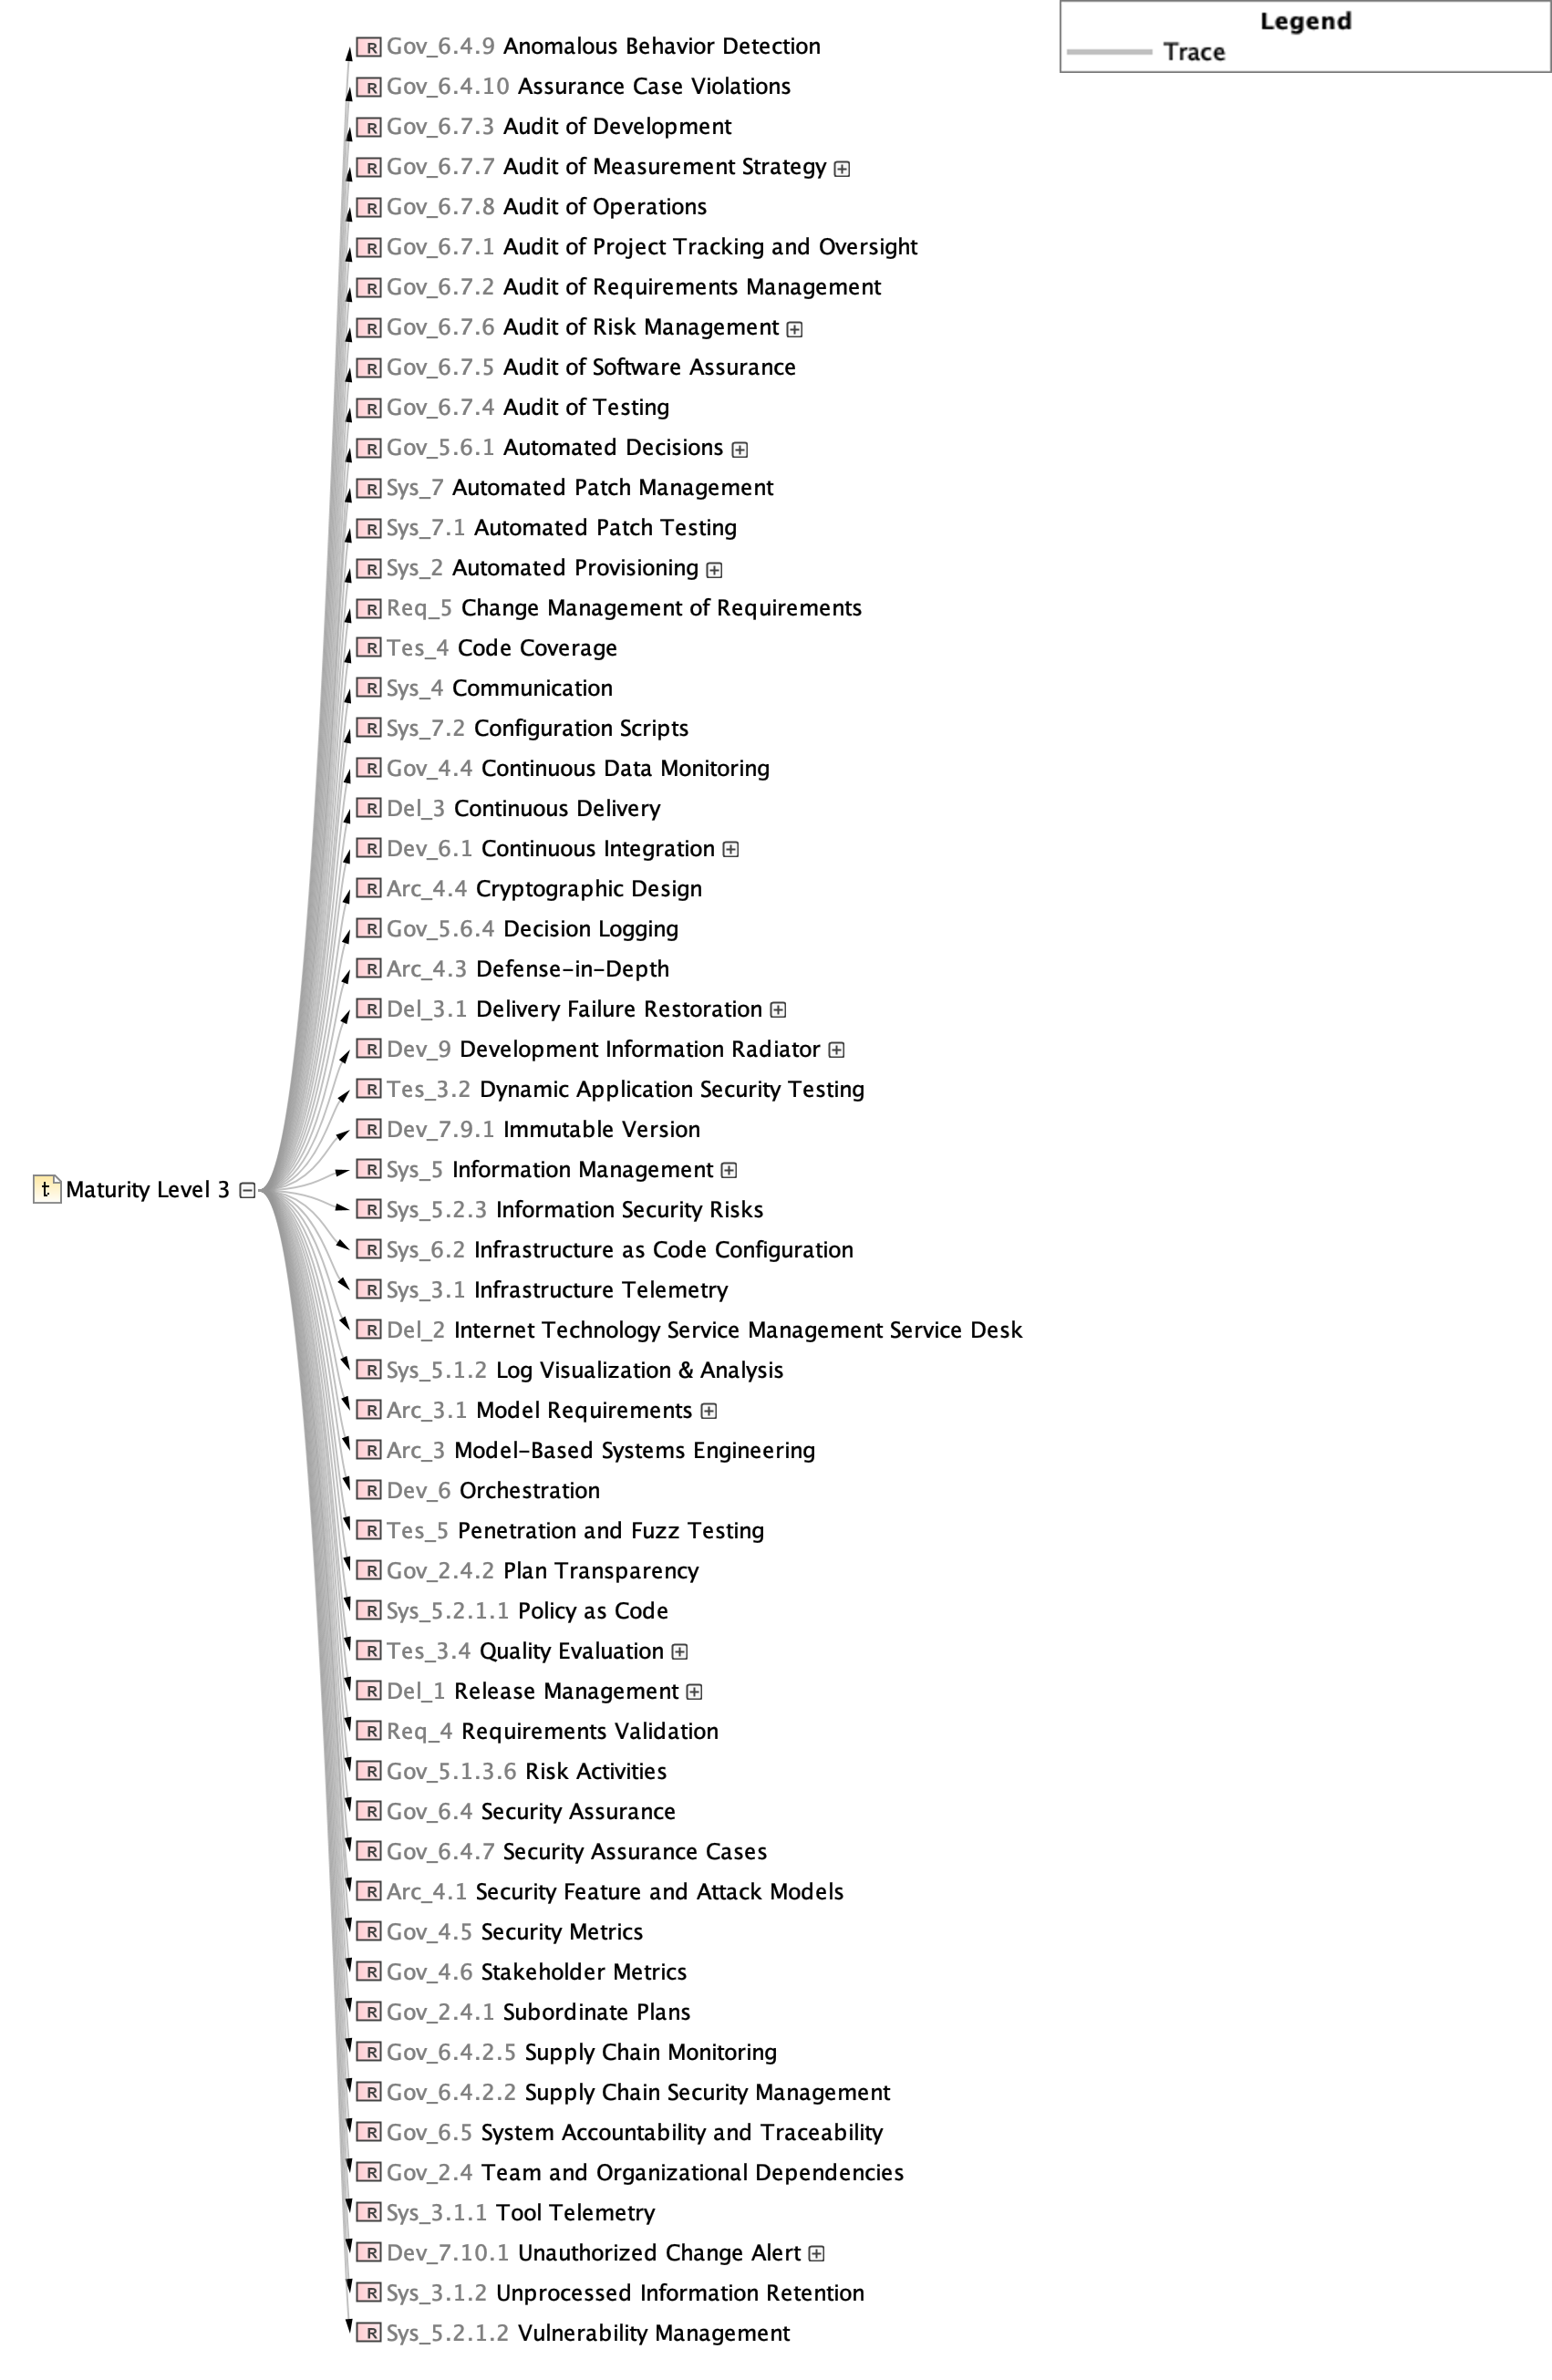 Legend
Trace
R Gov_6.4.9 Anomalous Behavior Detection
R Gov_6.4.10 Assurance Case Violations
R Gov_6.7.3 Audit of Development
R Gov_6.7.7 Audit of Measurement Strategy
R Gov_6.7.8 Audit of Operations
R Gov_6.7.1 Audit of Project Tracking and Oversight
R Gov_6.7.2 Audit of Requirements Management
R Gov_6.7.6 Audit of Risk Management
R Gov_6.7.5 Audit of Software Assurance
R Gov_6.7.4 Audit of Testing
R Gov_5.6.1 Automated Decisions
R Sys_7 Automated Patch Management
R Sys_7.1 Automated Patch Testing
R Sys_2 Automated Provisioning
R Req_5 Change Management of Requirements
R Tes_4 Code Coverage
R Sys_4 Communication
R Sys_7.2 Configuration Scripts
R Gov_4.4 Continuous Data Monitoring
R Del_3 Continuous Delivery
R Dev_6.1 Continuous Integration
R Arc_4.4 Cryptographic Design
R Gov_5.6.4 Decision Logging
R Arc_4.3 Defense-in-Depth
R Del_3.1 Delivery Failure Restoration
R Dev_9 Development Information Radiator
R Tes_3.2 Dynamic Application Security Testing
R Dev_7.9.1 Immutable Version
R Sys_5 Information Management
t Maturity Level 3
R Sys_5.2.3 Information Security Risks
R Sys_6.2 Infrastructure as Code Configuration
R Sys_3.1 Infrastructure Telemetry
R Del_2 Internet Technology Service Management Service Desk
R Sys_5.1.2 Log Visualization & Analysis
R Arc_3.1 Model Requirements
R Arc_3 Model-Based Systems Engineering
R Dev_6 Orchestration
R Tes_5 Penetration and Fuzz Testing
R Gov_2.4.2 Plan Transparency
R Sys_5.2.1.1 Policy as Code
R Tes_3.4 Quality Evaluation
R Del_1 Release Management
R Req_4 Requirements Validation
R Gov_5.1.3.6 Risk Activities
R Gov_6.4 Security Assurance
R Gov_6.4.7 Security Assurance Cases
R Arc_4.1 Security Feature and Attack Models
R Gov_4.5 Security Metrics
R Gov_4.6 Stakeholder Metrics
R Gov_2.4.1 Subordinate Plans
R Gov_6.4.2.5 Supply Chain Monitoring
R Gov_6.4.2.2 Supply Chain Security Management
R Gov_6.5 System Accountability and Traceability
R Gov_2.4 Team and Organizational Dependencies
R Sys_3.1.1 Tool Telemetry
R Dev_7.10.1 Unauthorized Change Alert
R Sys_3.1.2 Unprocessed Information Retention
R Sys_5.2.1.2 Vulnerability Management